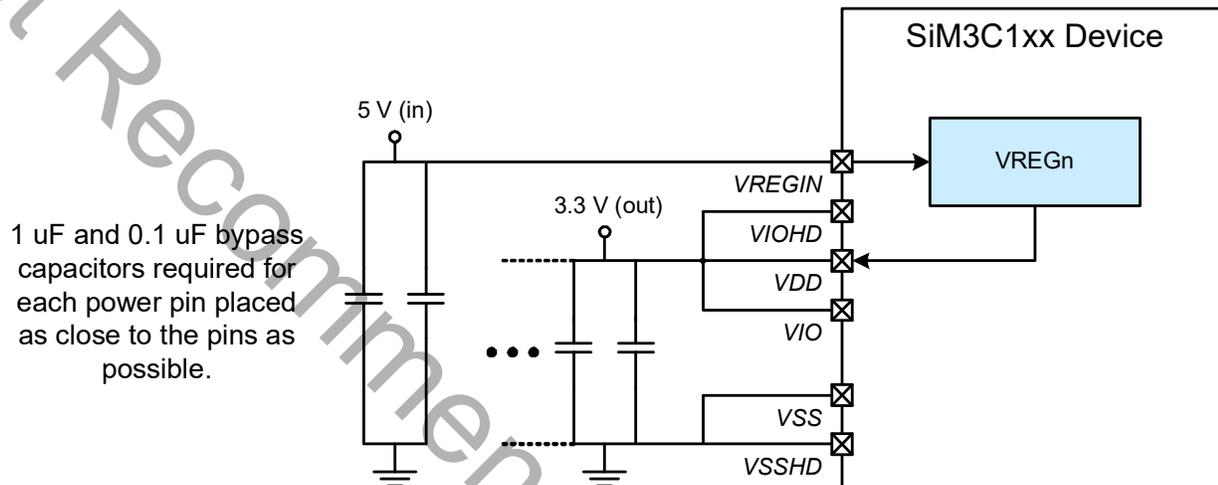 t Recommen
SiM3C1xx Device
5 V (in)
VREGn
VREGIN
3.3 V (out)
VIOHD
1 uF and 0.1 uF bypass
capacitors required for
each power pin placed
as close to the pins as
possible.
VDD
VIO
VSS
VSSHD